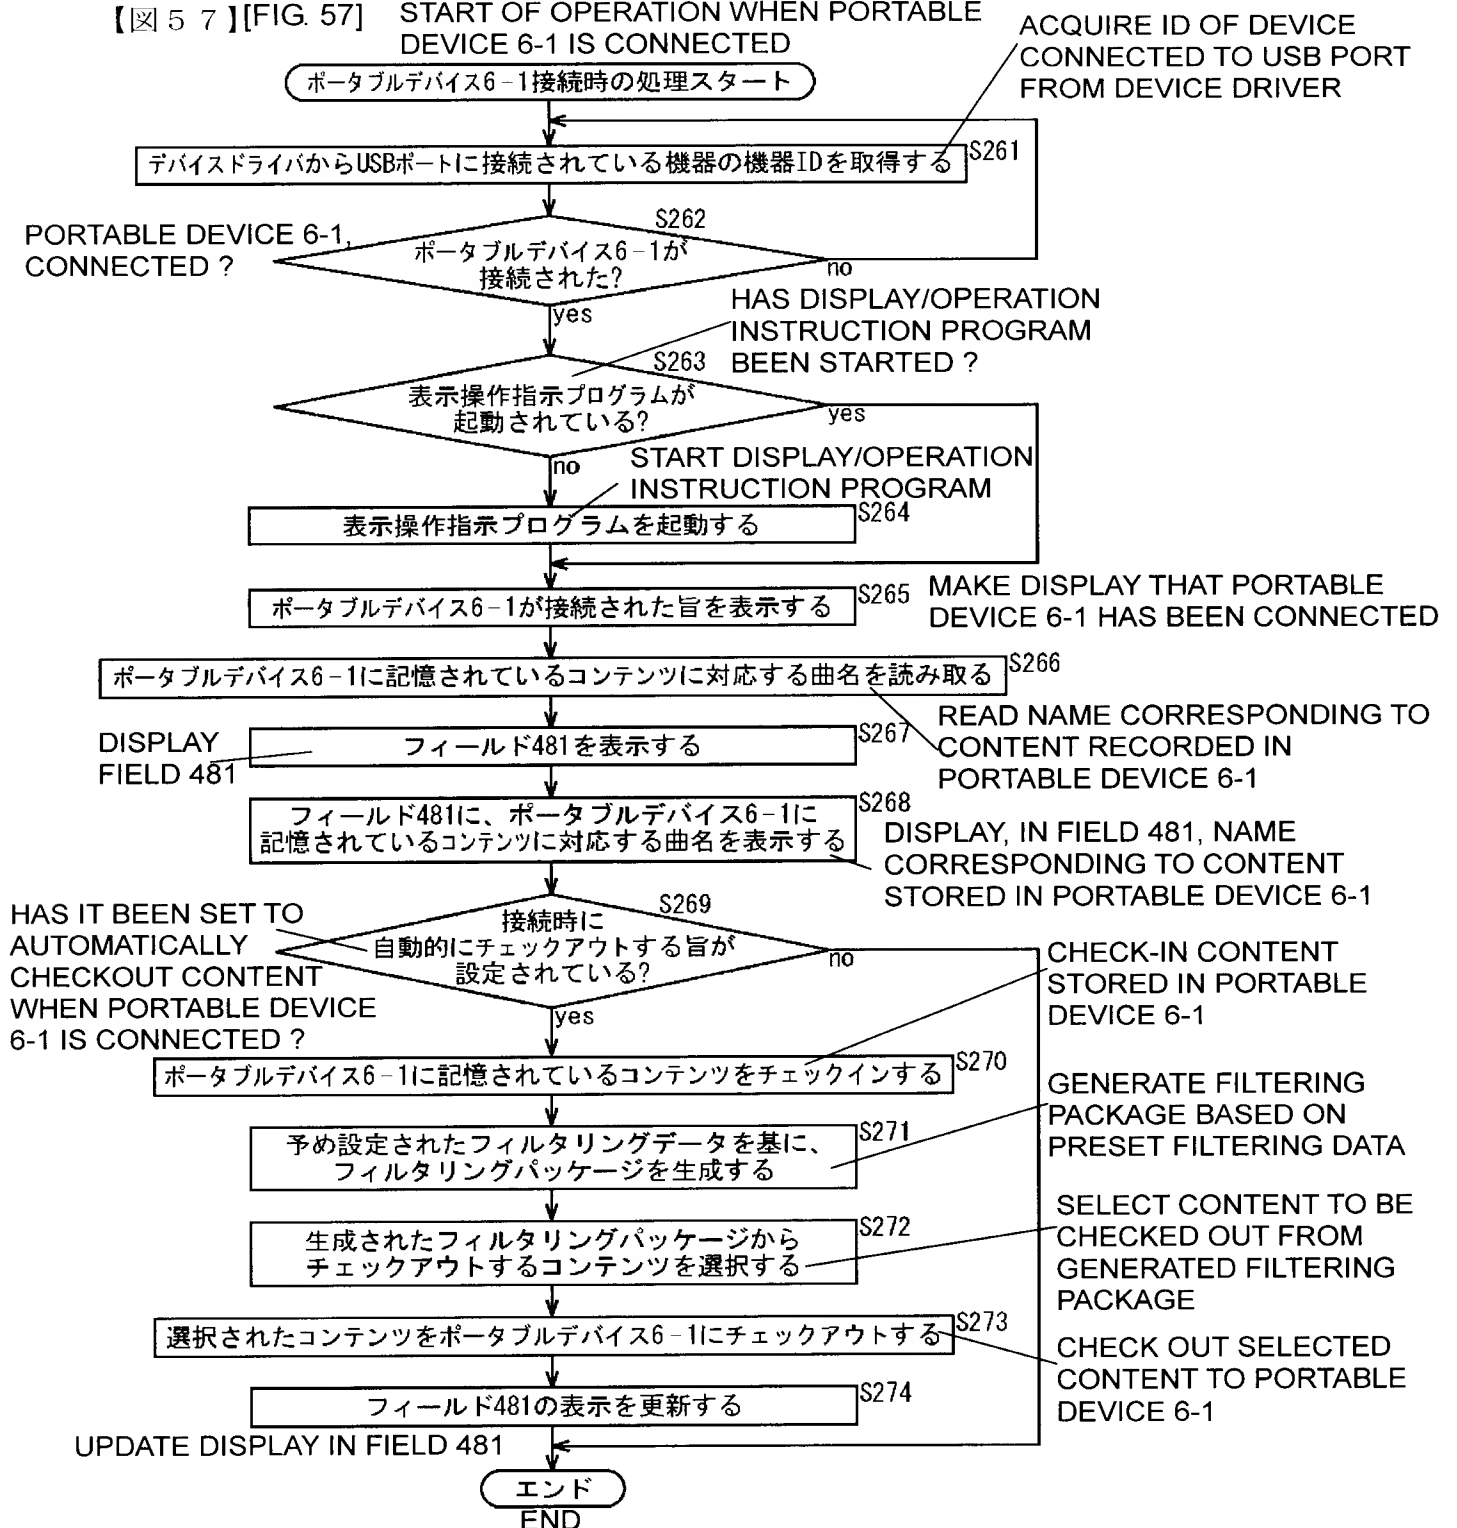 【図５７】[FIG. 57]
START OF OPERATION WHEN PORTABLE
DEVICE 6-1 IS CONNECTED
ポータブルデバイス6-1接続時の処理スタート
ACQUIRE ID OF DEVICE
CONNECTED TO USB PORT
FROM DEVICE DRIVER
デバイスドライバからUSBポートに接続されている機器の機器IDを取得する
S261
PORTABLE DEVICE 6-1,
CONNECTED ?
S262
ポータブルデバイス6-1が
接続された?
no
yes
HAS DISPLAY/OPERATION
INSTRUCTION PROGRAM
BEEN STARTED ?
S263
表示操作指示プログラムが
起動されている?
yes
no
START DISPLAY/OPERATION
INSTRUCTION PROGRAM
表示操作指示プログラムを起動する
S264
ポータブルデバイス6-1が接続された旨を表示する
S265
MAKE DISPLAY THAT PORTABLE
DEVICE 6-1 HAS BEEN CONNECTED
ポータブルデバイス6-1に記憶されているコンテンツに対応する曲名を読み取る
S266
READ NAME CORRESPONDING TO
CONTENT RECORDED IN
PORTABLE DEVICE 6-1
DISPLAY
FIELD 481
フィールド481を表示する
S267
フィールド481に、ポータブルデバイス6-1に
記憶されているコンテンツに対応する曲名を表示する
S268
DISPLAY, IN FIELD 481, NAME
CORRESPONDING TO CONTENT
STORED IN PORTABLE DEVICE 6-1
HAS IT BEEN SET TO
AUTOMATICALLY
CHECKOUT CONTENT
WHEN PORTABLE DEVICE
6-1 IS CONNECTED ?
S269
接続時に
自動的にチェックアウトする旨が
設定されている?
no
yes
CHECK-IN CONTENT
STORED IN PORTABLE
DEVICE 6-1
ポータブルデバイス6-1に記憶されているコンテンツをチェックインする
S270
GENERATE FILTERING
PACKAGE BASED ON
PRESET FILTERING DATA
予め設定されたフィルタリングデータを基に、
フィルタリングパッケージを生成する
S271
SELECT CONTENT TO BE
CHECKED OUT FROM
GENERATED FILTERING
PACKAGE
生成されたフィルタリングパッケージから
チェックアウトするコンテンツを選択する
S272
選択されたコンテンツをポータブルデバイス6-1にチェックアウトする
S273
CHECK OUT SELECTED
CONTENT TO PORTABLE
DEVICE 6-1
フィールド481の表示を更新する
S274
UPDATE DISPLAY IN FIELD 481
エンド
END